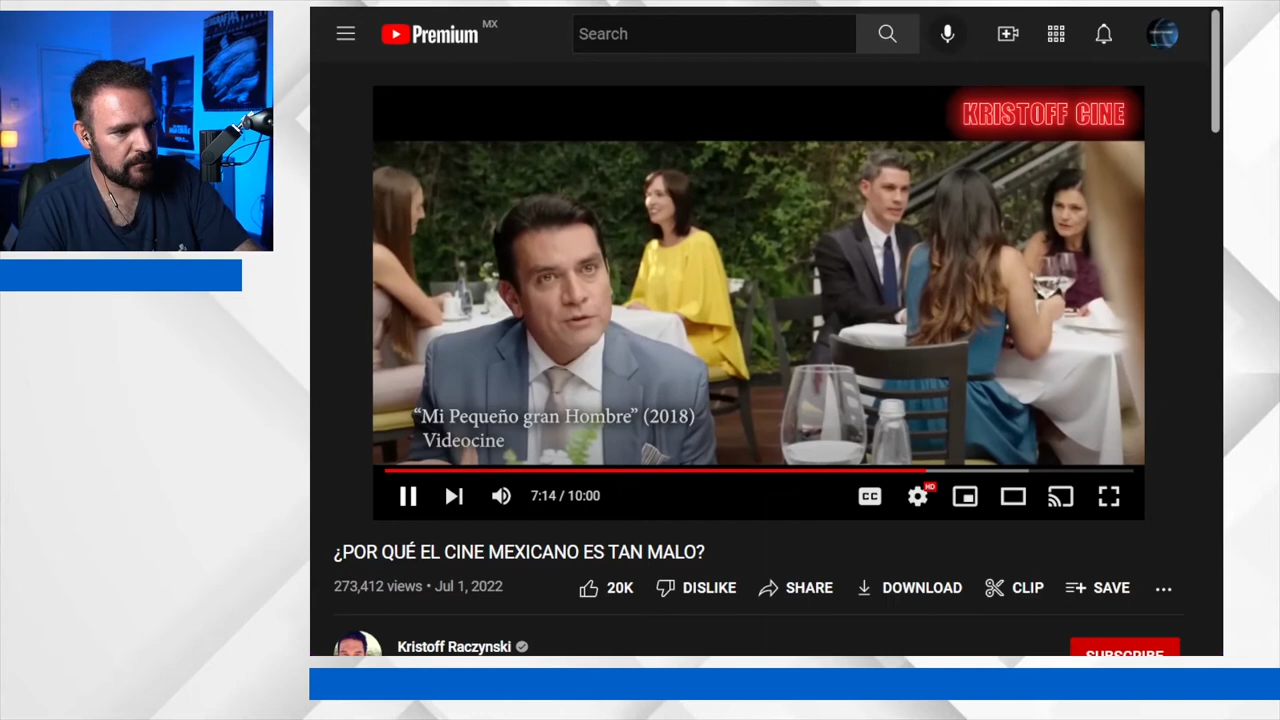 Premium MX
Search
KRISTOFF CINE
“Mi Pequeño gran Hombre” (2018)
Videocine
HD
CC
7:14 / 10:00
¿POR QUÉ EL CINE MEXICANO ES TAN MALO?
273,412 views • Jul 1, 2022
20K
DISLIKE
SHARE
DOWNLOAD
CLIP
SAVE
Kristoff Raczynski
SUBSCRIBE